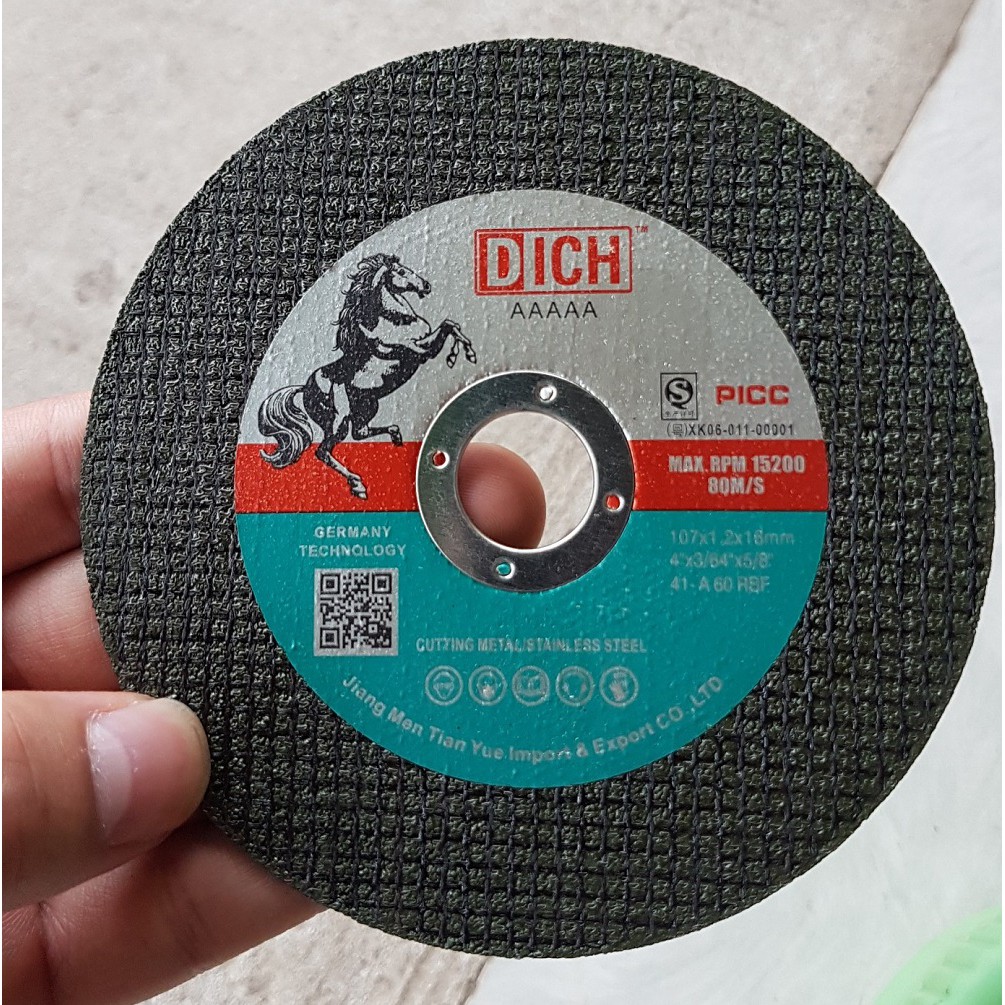 DICH™
AAAAA
PICC
XK06-011-00001
MAX.RPM 15200
80M/S
GERMANY
TECHNOLOGY
107x1.2x16mm
4"x3/64"x5/8"
41- A 60 RBF
CUTTING METAL/STAINLESS STEEL
Jiang Men Tian Yue Import & Export CO.,LTD